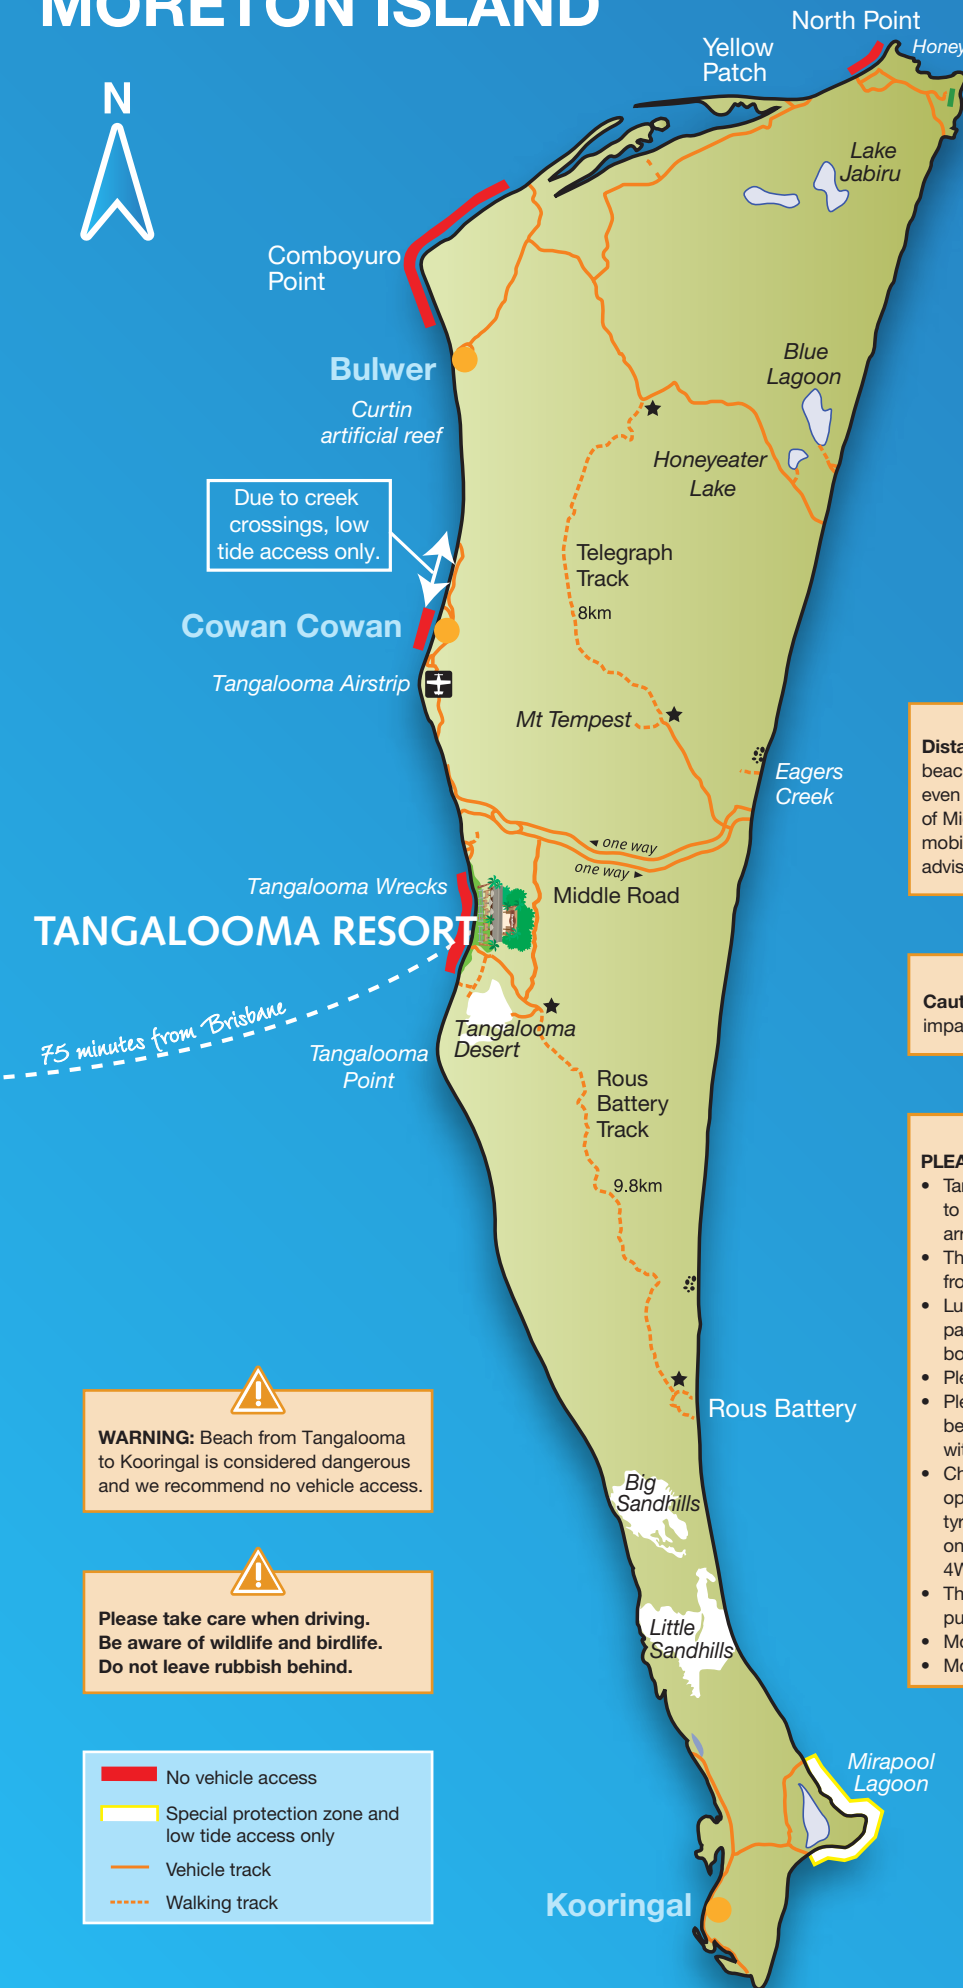 MORETON ISLAND
North Point
Yellow
Patch
N
Lake
Jabiru
Comboyuro
Point
Bulwer
Curtin
artificial reef
Blue
Lagoon
Honeyeater
Lake
Due to creek
crossings, low
tide access only.
Telegraph
Track
8km
Cowan Cowan
Tangalooma Airstrip
Mt Tempest
Eagers
Creek
one way
one way
Middle Road
Tangalooma Wrecks
TANGALOOMA RESORT
75 minutes from Brisbane
Tangalooma
Desert
Tangalooma
Point
Rous
Battery
Track
9.8km
Rous Battery
WARNING: Beach from Tangalooma
to Kooringal is considered dangerous
and we recommend no vehicle access.
Big
Sandhills
Please take care when driving.
Be aware of wildlife and birdlife.
Do not leave rubbish behind.
Little
Sandhills
No vehicle access
Special protection zone and
low tide access only
Vehicle track
Walking track
Mirapool
Lagoon
Kooringal
even
of
to